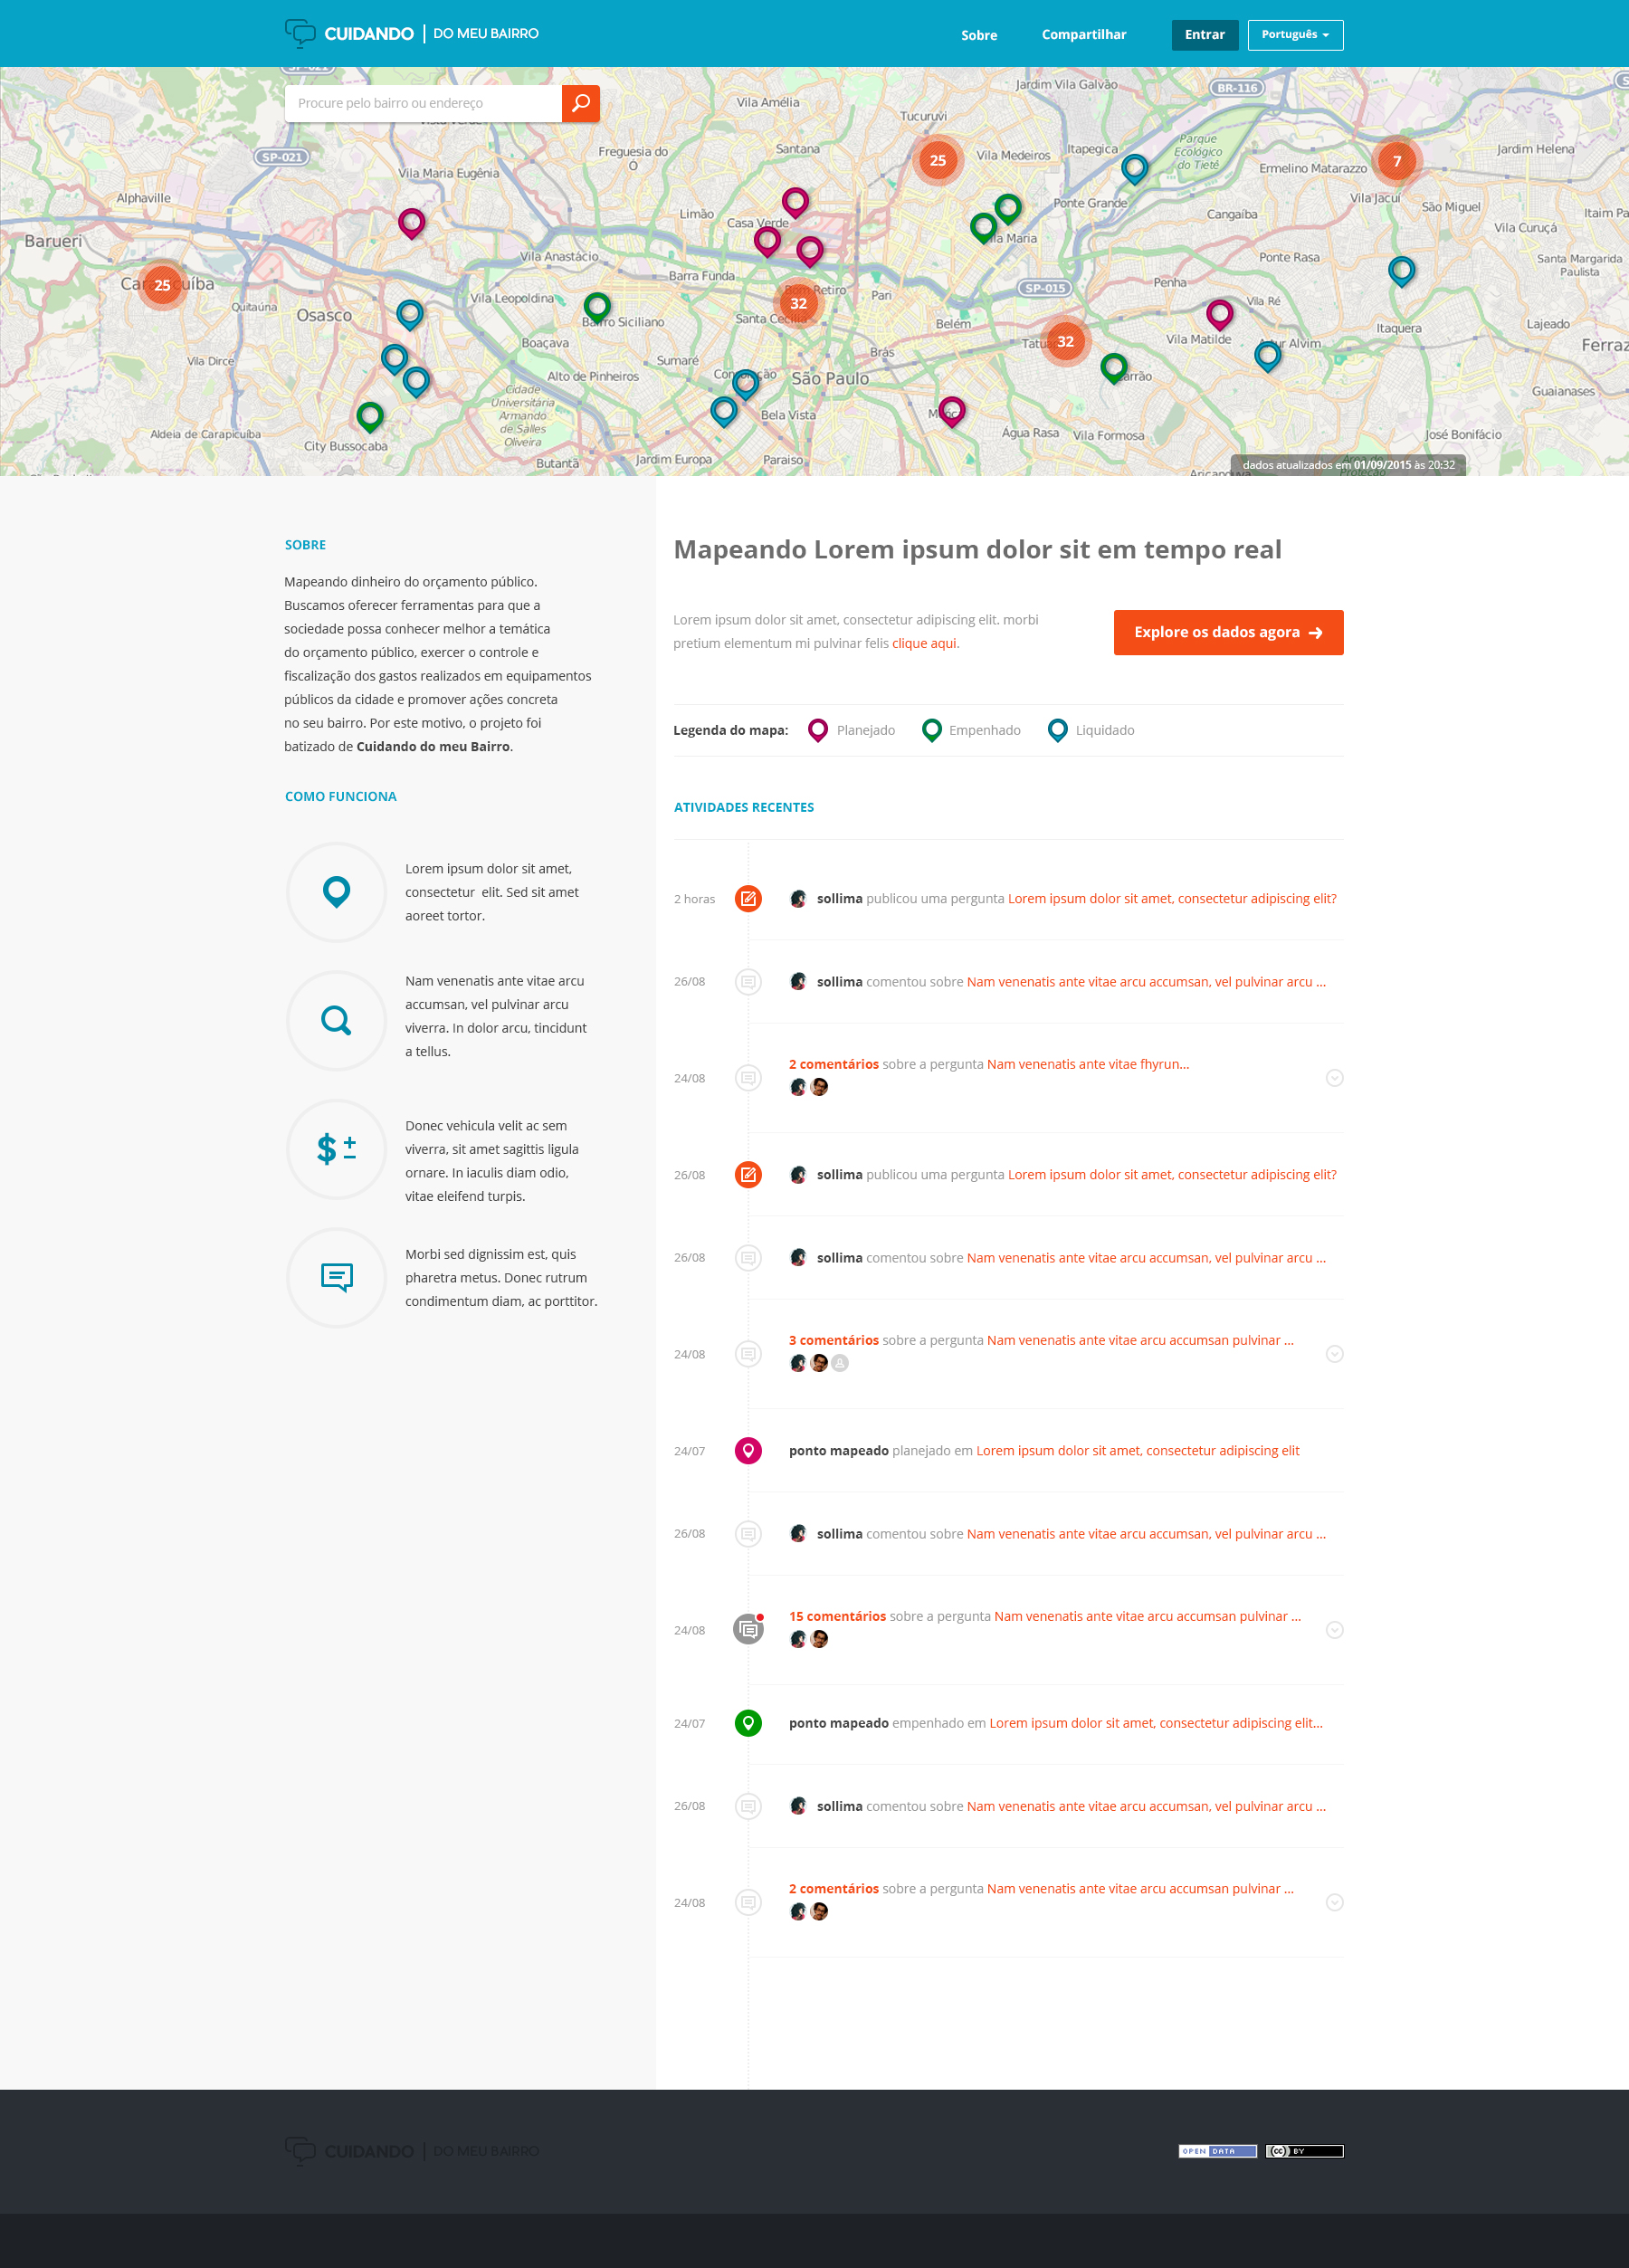 CUIDANDO | DO MEU BAIRRO
Sobre
Compartilhar
Entrar
Português
Procure pelo bairro ou endereço
SP-021
BR-116
Vila Amélia
Jardim Vila Galvão
Tucuruvi
Freguesia do
Ó
Santana
25
Vila Medeiros
Itapegica
Parque
Ecológico
do Tietê
Ermelino Matarazzo
7
Jardim Helena
Vila Maria Eugênia
Alphaville
Limão
Casa Verde
Ponte Grande
Cangaíba
Vila Jacuí
São Miguel
Itaim Pa
Barueri
Vila Anastácio
Vila Maria
Ponte Rasa
Vila Curuçá
Santa Margarida
Paulista
25
Barra Funda
Bom Retiro
Pari
SP-015
Penha
Quitaúna
Osasco
Vila Leopoldina
32
Santa Cecília
Bairro Siciliano
Belém
Vila Ré
Itaquera
Lajeado
Boaçava
32
Vila Matilde
Artur Alvim
Ferraz
Vila Dirce
Sumaré
Brás
Alto de Pinheiros
São Paulo
Guaianases
Cidade
Universitária
Armando
de Salles
Oliveira
Bela Vista
Água Rasa
Vila Formosa
José Bonifácio
Aldeia de Carapicuíba
City Bussocaba
Butantã
Jardim Europa
Paraíso
Aricanduva
dados atualizados em 01/09/2015 às 20:32
SOBRE
Mapeando dinheiro do orçamento público.
Buscamos oferecer ferramentas para que a
sociedade possa conhecer melhor a temática
do orçamento público, exercer o controle e
fiscalização dos gastos realizados em equipamentos
públicos da cidade e promover ações concreta
no seu bairro. Por este motivo, o projeto foi
batizado de Cuidando do meu Bairro.
COMO FUNCIONA
Lorem ipsum dolor sit amet,
consectetur elit. Sed sit amet
aoreet tortor.
Nam venenatis ante vitae arcu
accumsan, vel pulvinar arcu
viverra. In dolor arcu, tincidunt
a tellus.
Donec vehicula velit ac sem
viverra, sit amet sagittis ligula
ornare. In iaculis diam odio,
vitae eleifend turpis.
Morbi sed dignissim est, quis
pharetra metus. Donec rutrum
condimentum diam, ac porttitor.
Mapeando Lorem ipsum dolor sit em tempo real
Lorem ipsum dolor sit amet, consectetur adipiscing elit. morbi
pretium elementum mi pulvinar felis clique aqui.
Explore os dados agora
Legenda do mapa: Planejado Empenhado Liquidado
ATIVIDADES RECENTES
2 horas sollima publicou uma pergunta Lorem ipsum dolor sit amet, consectetur adipiscing elit?
26/08 sollima comentou sobre Nam venenatis ante vitae arcu accumsan, vel pulvinar arcu ...
24/08 2 comentários sobre a pergunta Nam venenatis ante vitae fhyrun...
26/08 sollima publicou uma pergunta Lorem ipsum dolor sit amet, consectetur adipiscing elit?
26/08 sollima comentou sobre Nam venenatis ante vitae arcu accumsan, vel pulvinar arcu ...
24/08 3 comentários sobre a pergunta Nam venenatis ante vitae arcu accumsan pulvinar ...
24/07 ponto mapeado planejado em Lorem ipsum dolor sit amet, consectetur adipiscing elit
26/08 sollima comentou sobre Nam venenatis ante vitae arcu accumsan, vel pulvinar arcu ...
24/08 15 comentários sobre a pergunta Nam venenatis ante vitae arcu accumsan pulvinar ...
24/07 ponto mapeado empenhado em Lorem ipsum dolor sit amet, consectetur adipiscing elit...
26/08 sollima comentou sobre Nam venenatis ante vitae arcu accumsan, vel pulvinar arcu ...
24/08 2 comentários sobre a pergunta Nam venenatis ante vitae arcu accumsan pulvinar ...
CUIDANDO | DO MEU BAIRRO
OPEN DATA
cc BY